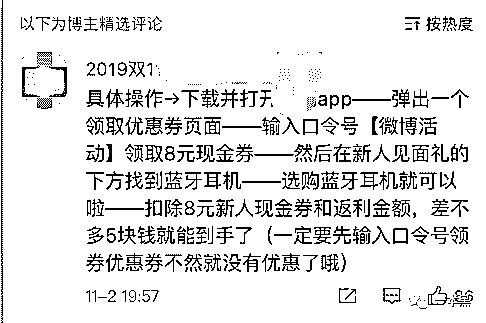 以下为博主精选评论
按热度
2019双1
具体操作→下载并打开 app——弹出一个
领取优惠券页面——输入口令号【微博活
动】领取8元现金券——然后在新人见面礼的
下方找到蓝牙耳机——选购蓝牙耳机就可以
啦——扣除8元新人现金券和返利金额，差不
多5块钱就能到手了（一定要先输入口令号领
券优惠券不然就没有优惠了哦）
11-2 19:57